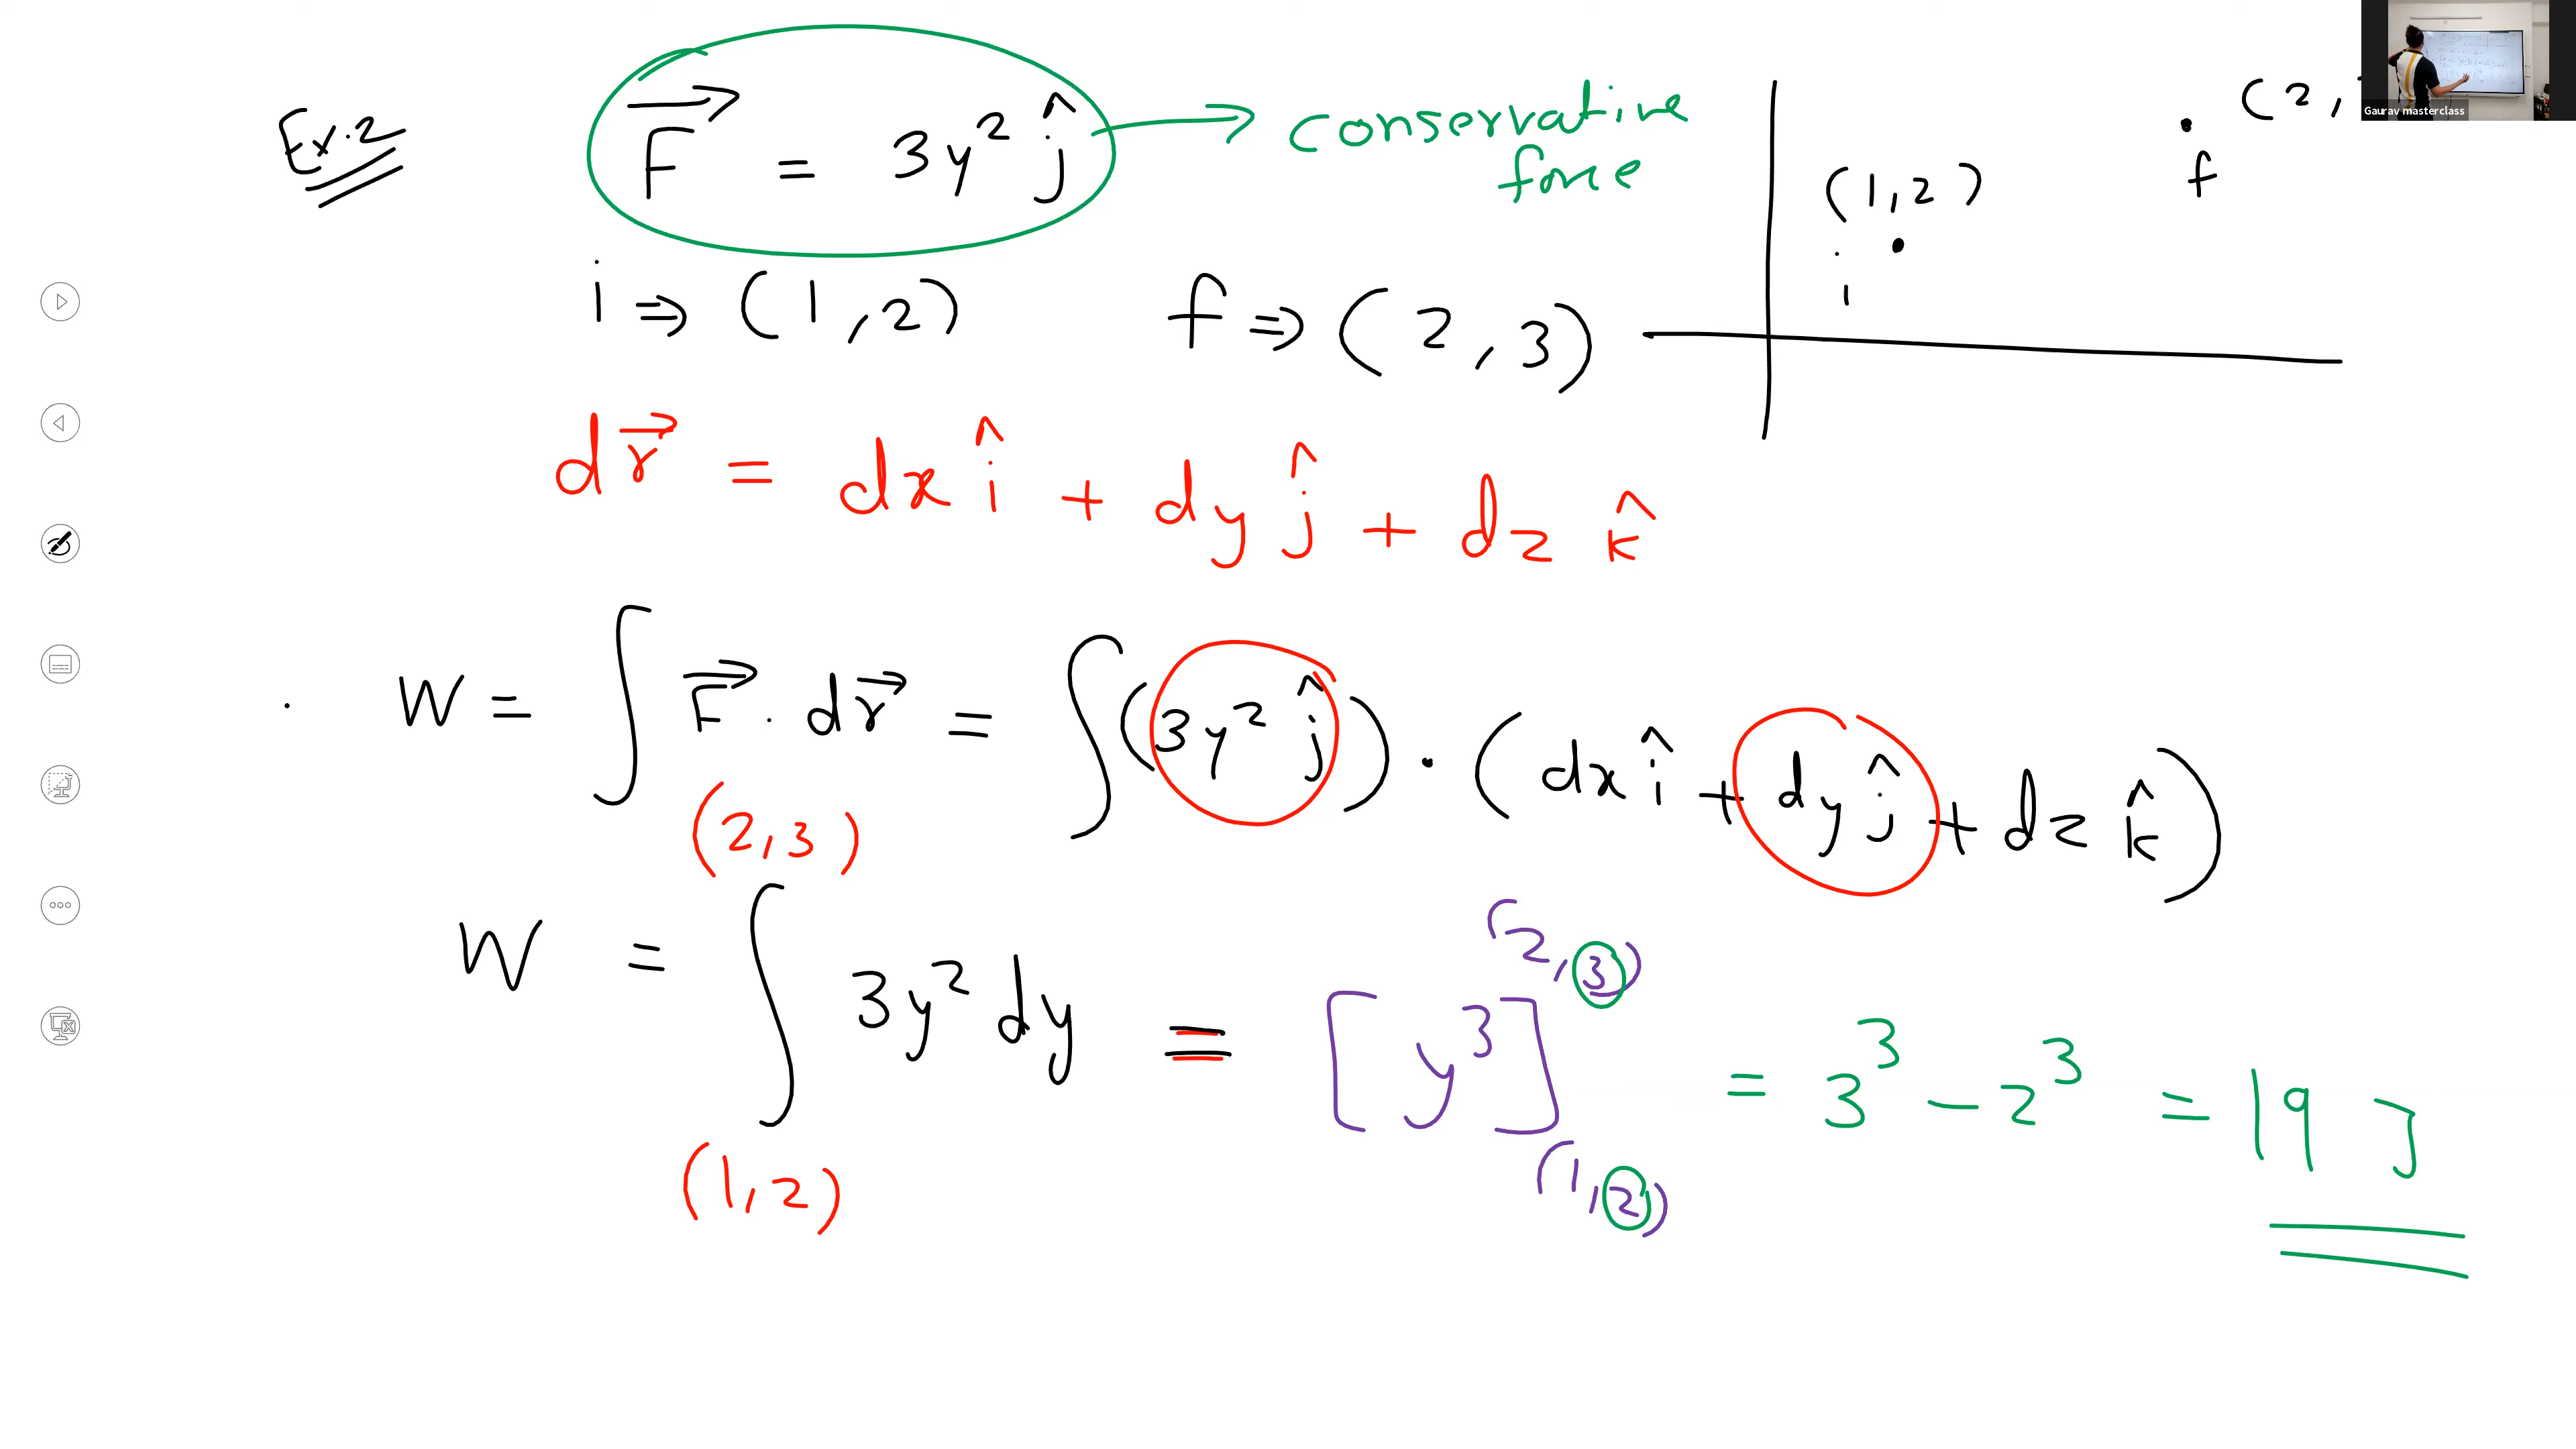 Ex.2
F⃗ = 3y² ĵ → conservative force
(1,2)
i
(2,
f
Gaurav masterclass
i ⇒ (1,2) f ⇒ (2,3)
dr⃗ = dx î + dy ĵ + dz k̂
W = ∫ F⃗ . dr⃗ = ∫ (3y² ĵ) · (dx î + dy ĵ + dz k̂)
W = ∫_(1,2)^(2,3) 3y² dy = [y³]_(1,2)^(2,3) = 3³ − 2³ = 19 J